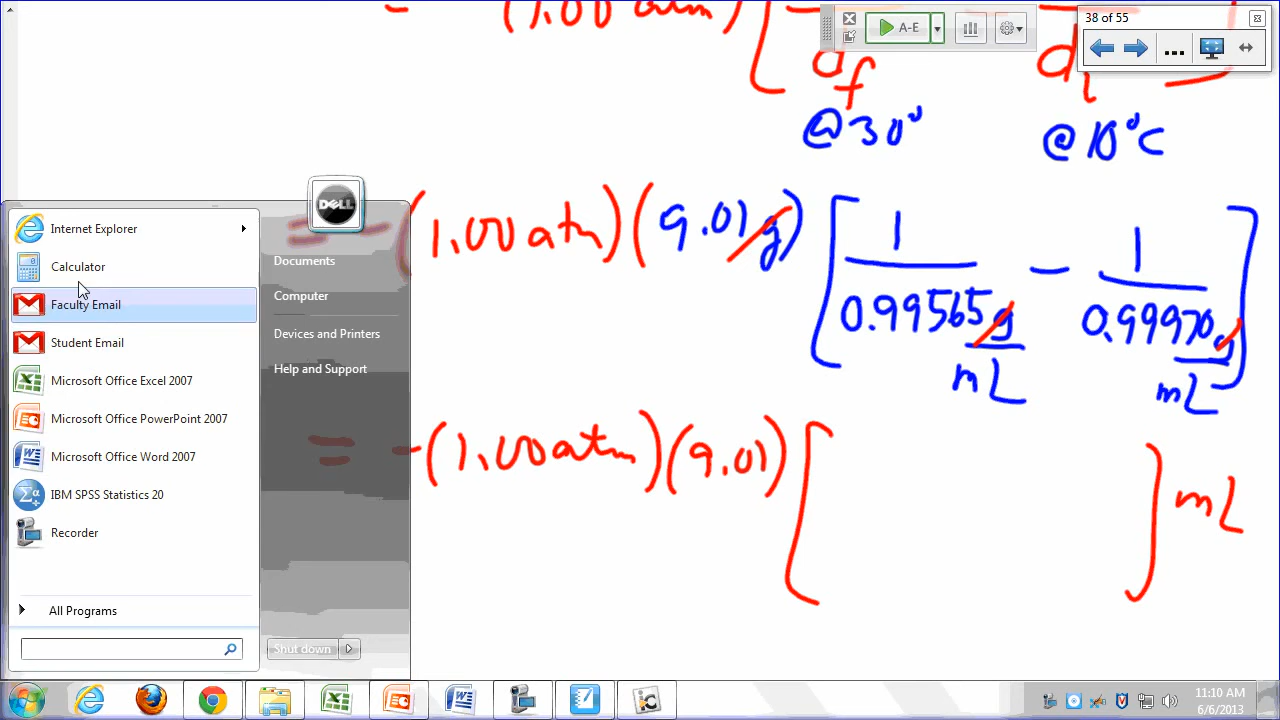 - (1.00 atm) [
d_f d_i ]
@30° @10°C
= - (1.00 atm)(9.01 g) [ 1 / 0.99565 g/mL - 1 / 0.99970 g/mL ]
= -(1.00 atm)(9.01) [ ] mL
A-E
38 of 55
DELL
Internet Explorer
Calculator
Faculty Email
Student Email
Microsoft Office Excel 2007
Microsoft Office PowerPoint 2007
Microsoft Office Word 2007
IBM SPSS Statistics 20
Recorder
All Programs
Documents
Computer
Devices and Printers
Help and Support
Shut down
11:10 AM
6/6/2013